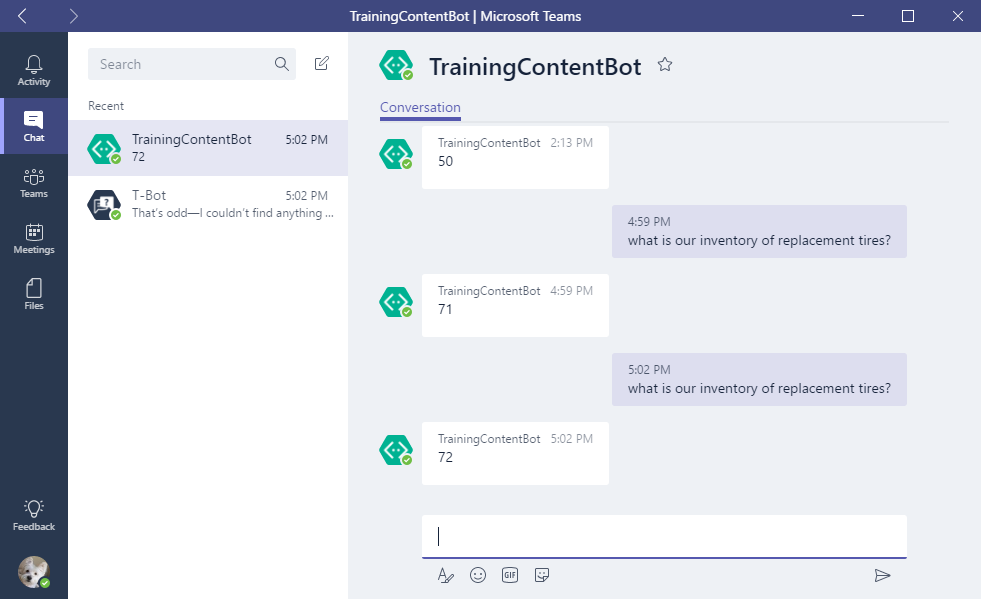 TrainingContentBot | Microsoft Teams
Activity
Chat
Teams
Meetings
Files
Feedback
Search
Recent
TrainingContentBot 5:02 PM
72
T-Bot 5:02 PM
That's odd—I couldn't find anything ...
TrainingContentBot
Conversation
TrainingContentBot 2:13 PM
50
4:59 PM
what is our inventory of replacement tires?
TrainingContentBot 4:59 PM
71
5:02 PM
what is our inventory of replacement tires?
TrainingContentBot 5:02 PM
72
GIF